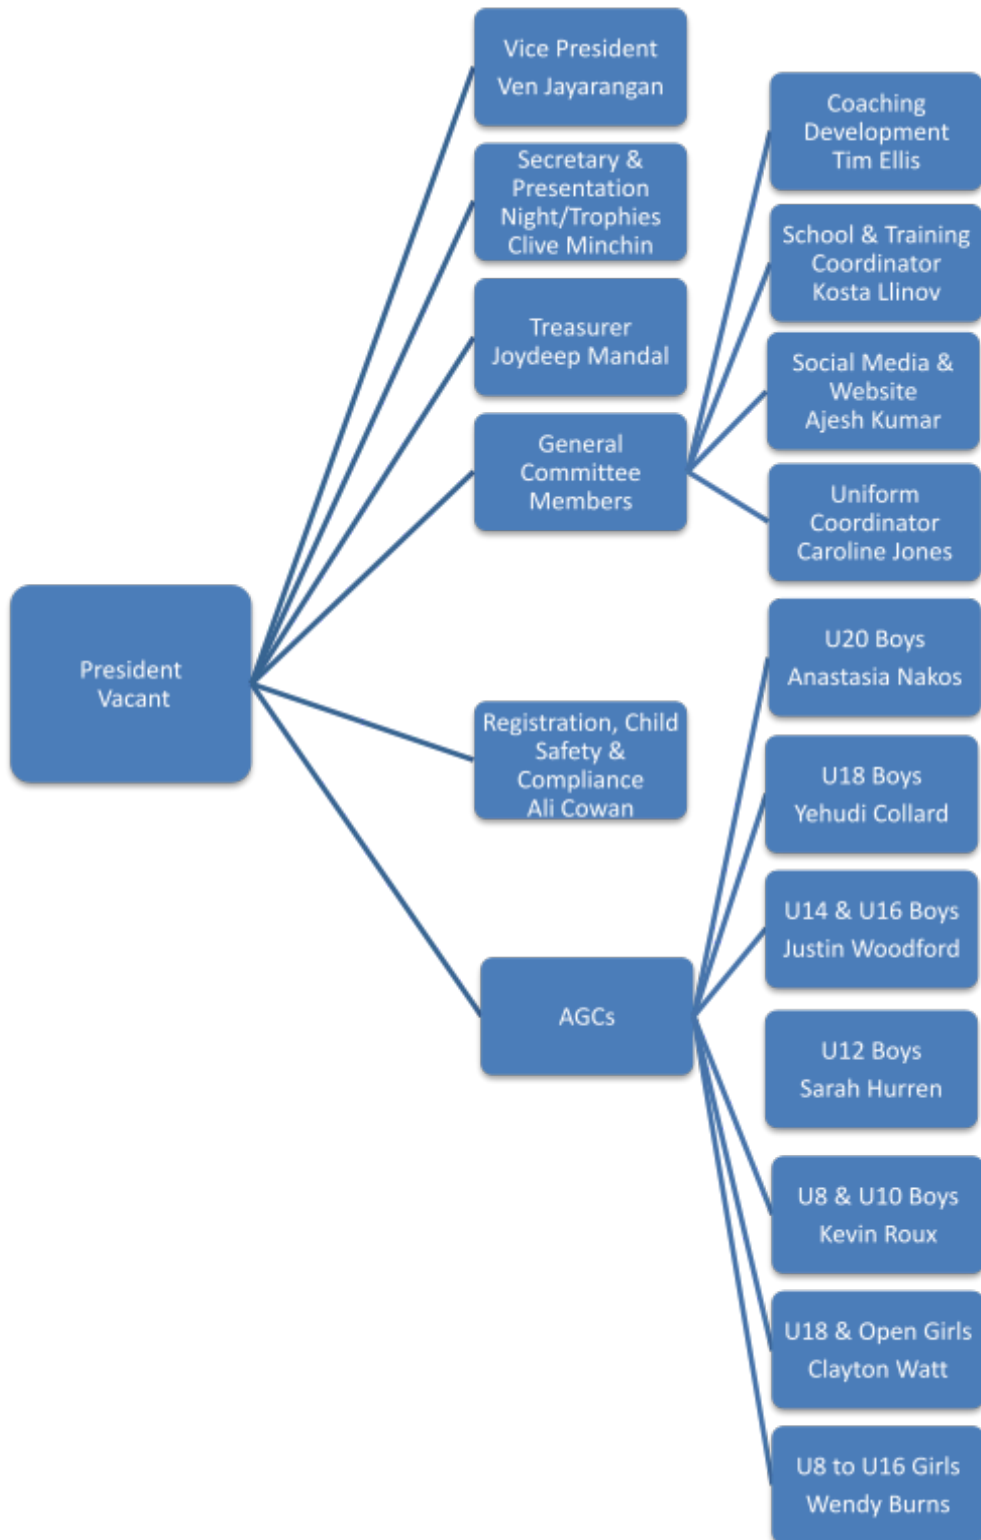 Vice President
Ven Jayarangan
Secretary &
Presentation
Night/Trophies
Clive Minchin
Treasurer
Joydeep Mandal
General
Committee
Members
Coaching
Development
Tim Ellis
School & Training
Coordinator
Kosta Llinov
Social Media &
Website
Ajesh Kumar
Uniform
Coordinator
Caroline Jones
President
Vacant
Registration, Child
Safety &
Compliance
Ali Cowan
AGCs
U20 Boys
Anastasia Nakos
U18 Boys
Yehudi Collard
U14 & U16 Boys
Justin Woodford
U12 Boys
Sarah Hurren
U8 & U10 Boys
Kevin Roux
U18 & Open Girls
Clayton Watt
U8 to U16 Girls
Wendy Burns